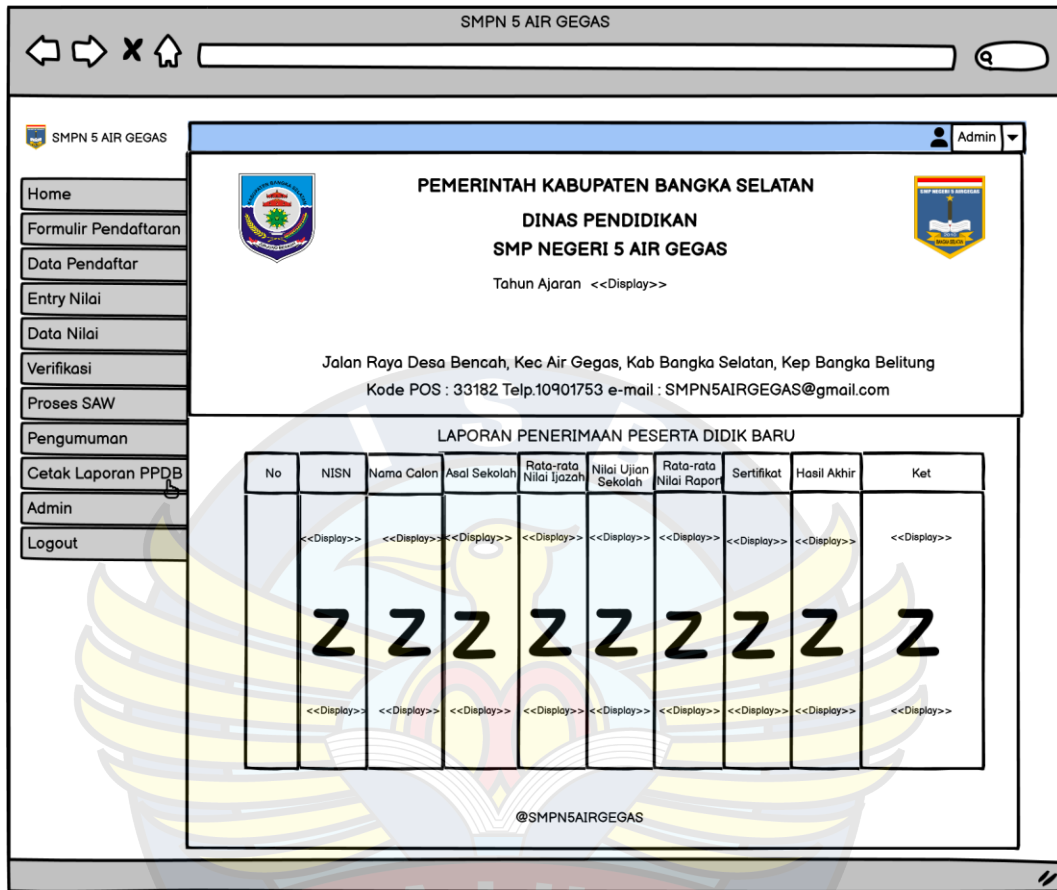 SMPN 5 AIR GEGAS
SMPN 5 AIR GEGAS
Admin
Home
Formulir Pendaftaran
Data Pendaftar
Entry Nilai
Data Nilai
Verifikasi
Proses SAW
Pengumuman
Cetak Laporan PPDB
Admin
Logout
PEMERINTAH KABUPATEN BANGKA SELATAN
DINAS PENDIDIKAN
SMP NEGERI 5 AIR GEGAS
Tahun Ajaran <<Display>>
Jalan Raya Desa Bencah, Kec Air Gegas, Kab Bangka Selatan, Kep Bangka Belitung
Kode POS : 33182 Telp.10901753 e-mail : SMPN5AIRGEGAS@gmail.com
LAPORAN PENERIMAAN PESERTA DIDIK BARU
No NISN Nama Calon Asal Sekolah Rata-rata Nilai Ijazah Nilai Ujian Sekolah Rata-rata Nilai Raport Sertifikat Hasil Akhir Ket
<<Display>> <<Display>> <<Display>> <<Display>> <<Display>> <<Display>> <<Display>> <<Display>> <<Display>>
Z Z Z Z Z Z Z Z Z
<<Display>> <<Display>> <<Display>> <<Display>> <<Display>> <<Display>> <<Display>> <<Display>> <<Display>>
@SMPN5AIRGEGAS